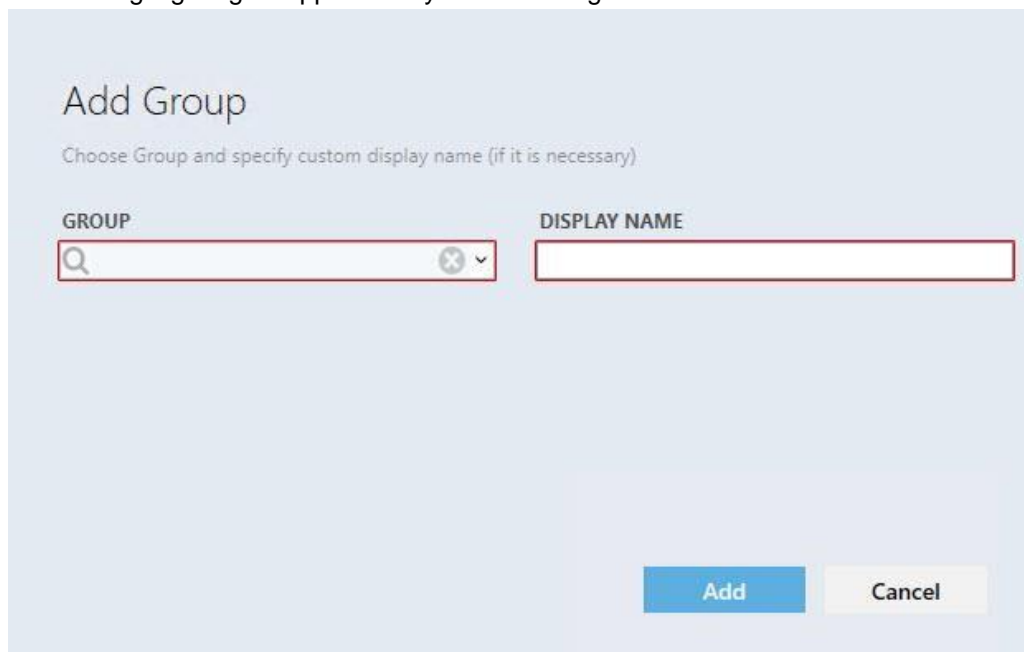 Add Group
Choose Group and specify custom display name (if it is necessary)
GROUP
DISPLAY NAME
Add
Cancel